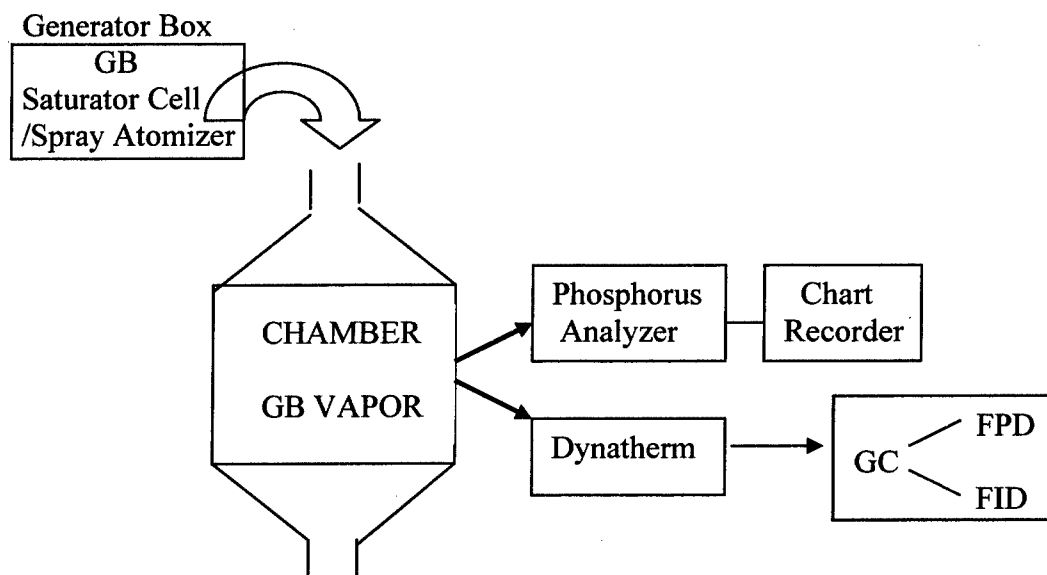 Generator Box
GB
Saturator Cell
/Spray Atomizer
CHAMBER
GB VAPOR
Phosphorus
Analyzer
Chart
Recorder
Dynatherm
GC
FPD
FID